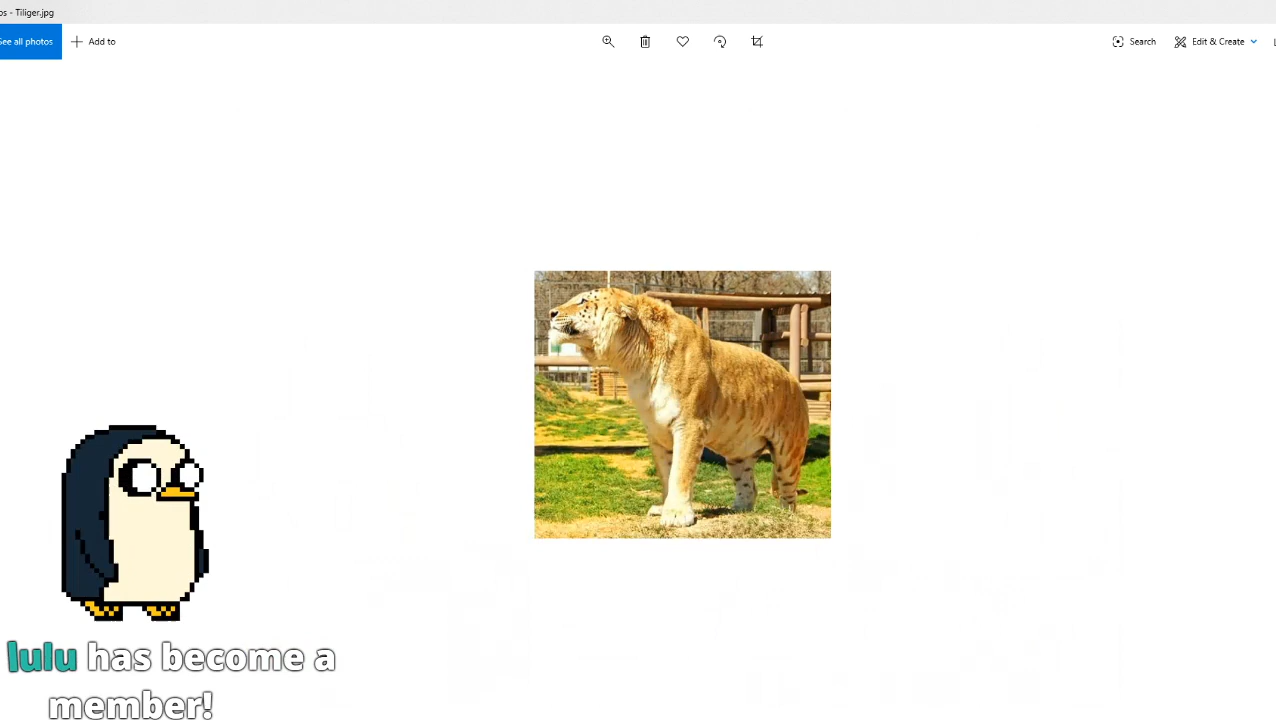 os - Tiliger.jpg
See all photos
Add to
Search
Edit & Create
lulu has become a
member!